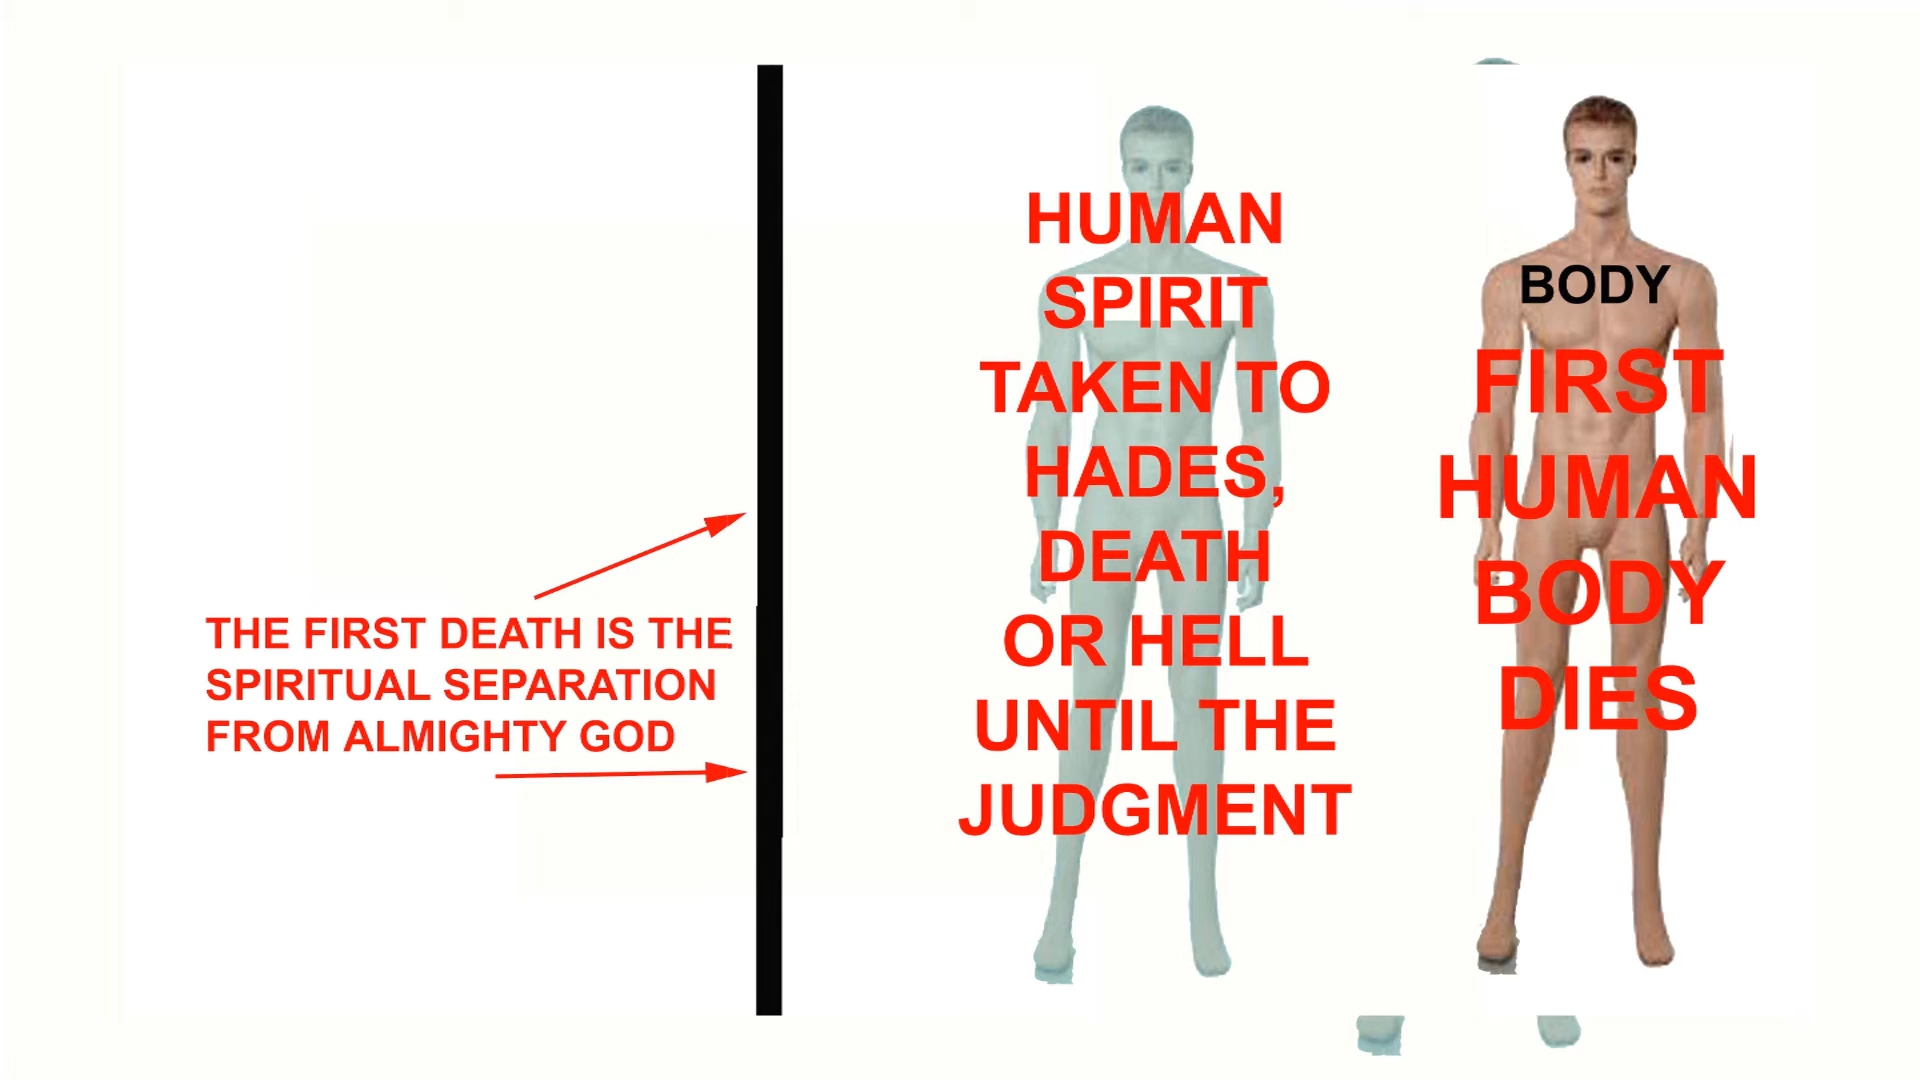 THE FIRST DEATH IS THE
SPIRITUAL SEPARATION
FROM ALMIGHTY GOD
HUMAN
SPIRIT
TAKEN TO
HADES,
DEATH
OR HELL
UNTIL THE
JUDGMENT
BODY
FIRST
HUMAN
BODY
DIES